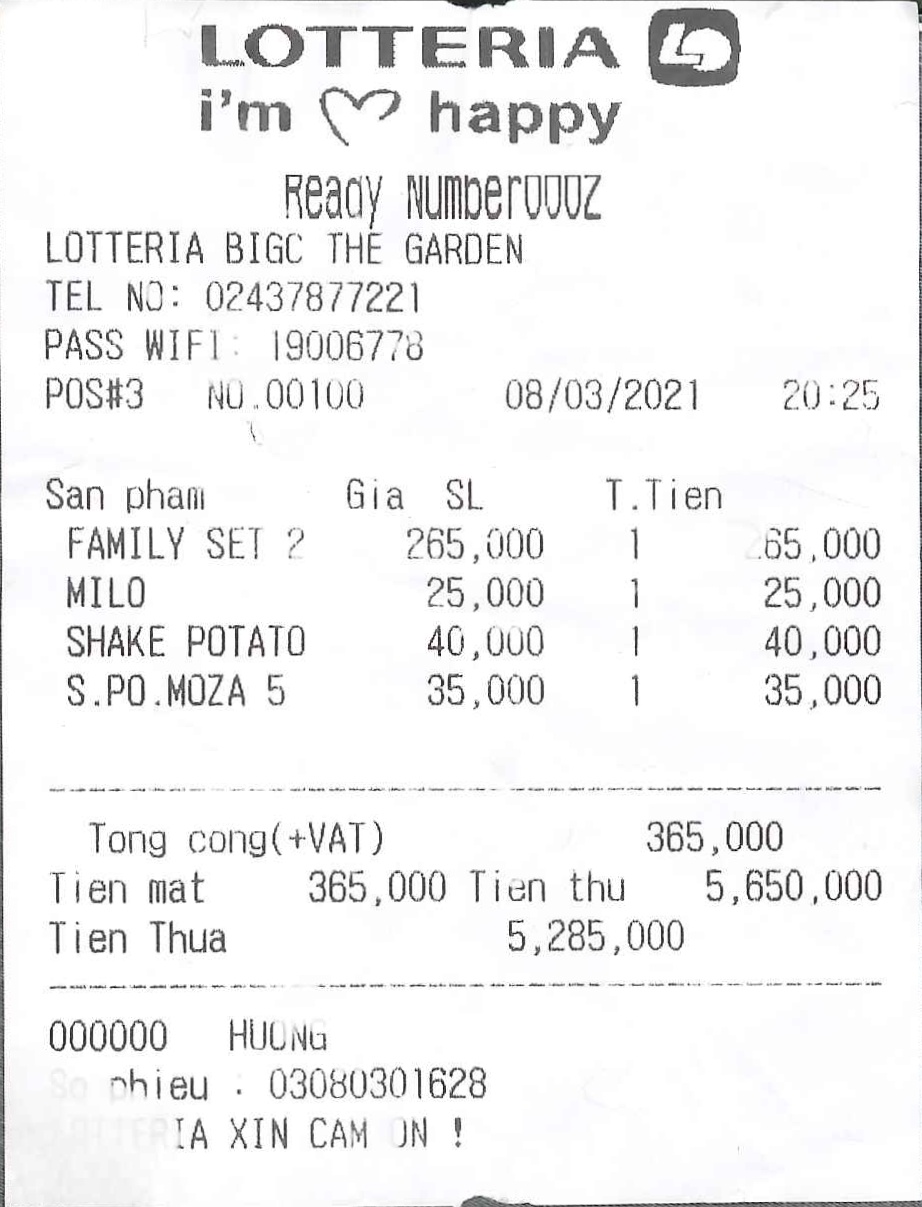 LOTTERIA
i'm happy
Ready Number0002
LOTTERIA BIGC THE GARDEN
TEL NO: 02437877221
PASS WIFI: 19006778
POS#3 NO.00100 08/03/2021 20:25
San pham Gia SL T.Tien
FAMILY SET 2 265,000 1 265,000
MILO 25,000 1 25,000
SHAKE POTATO 40,000 1 40,000
S.PO.MOZA 5 35,000 1 35,000
Tong cong(+VAT) 365,000
Tien mat 365,000 Tien thu 5,650,000
Tien Thua 5,285,000
000000 HUONG
So phieu : 03080301628
LOTTERIA XIN CAM ON !